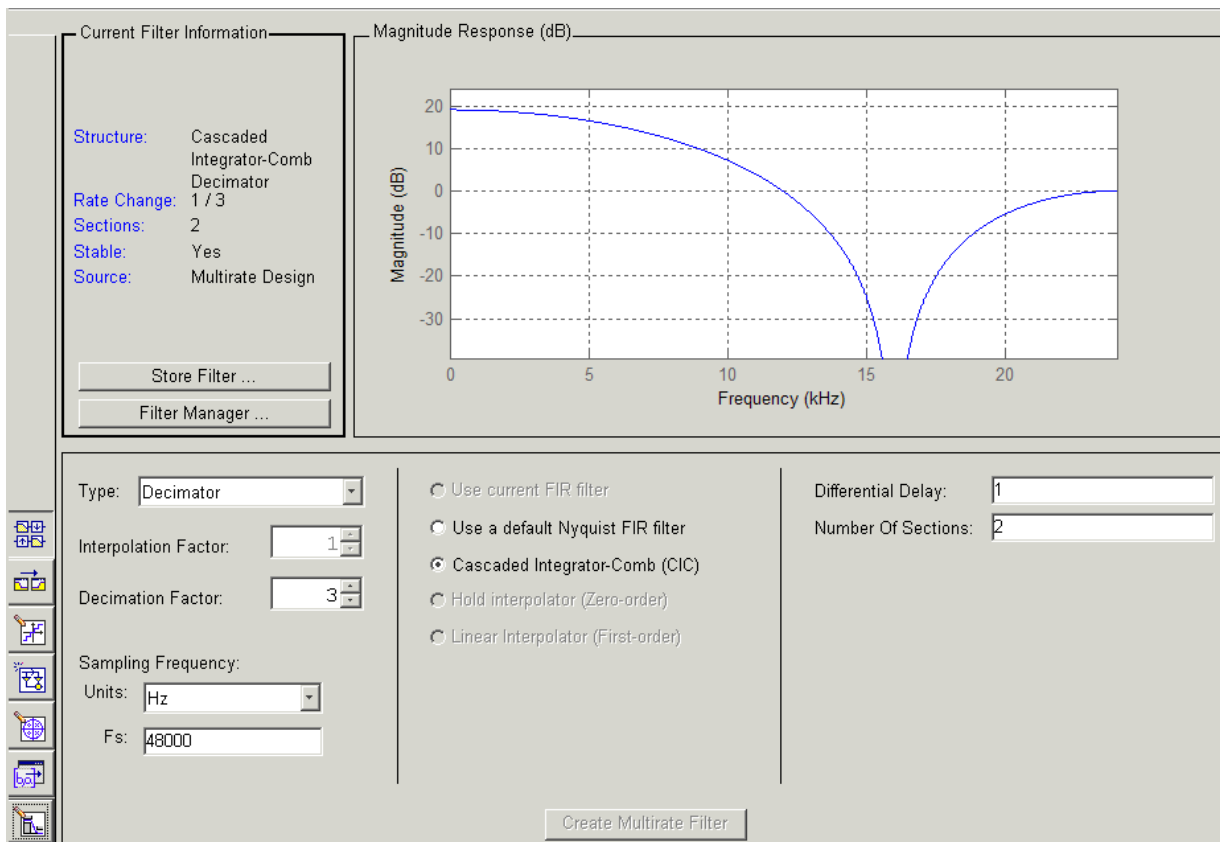 Current Filter Information
Structure: Cascaded
Integrator-Comb
Decimator
Rate Change: 1 / 3
Sections: 2
Stable: Yes
Source: Multirate Design
Store Filter ...
Filter Manager ...
Magnitude Response (dB)
20
10
0
-10
-20
-30
Magnitude (dB)
0 5 10 15 20
Frequency (kHz)
Type: Decimator
Interpolation Factor: 1
Decimation Factor: 3
Sampling Frequency:
Units: Hz
Fs: 48000
Use current FIR filter
Use a default Nyquist FIR filter
Cascaded Integrator-Comb (CIC)
Hold interpolator (Zero-order)
Linear Interpolator (First-order)
Differential Delay: 1
Number Of Sections: 2
Create Multirate Filter